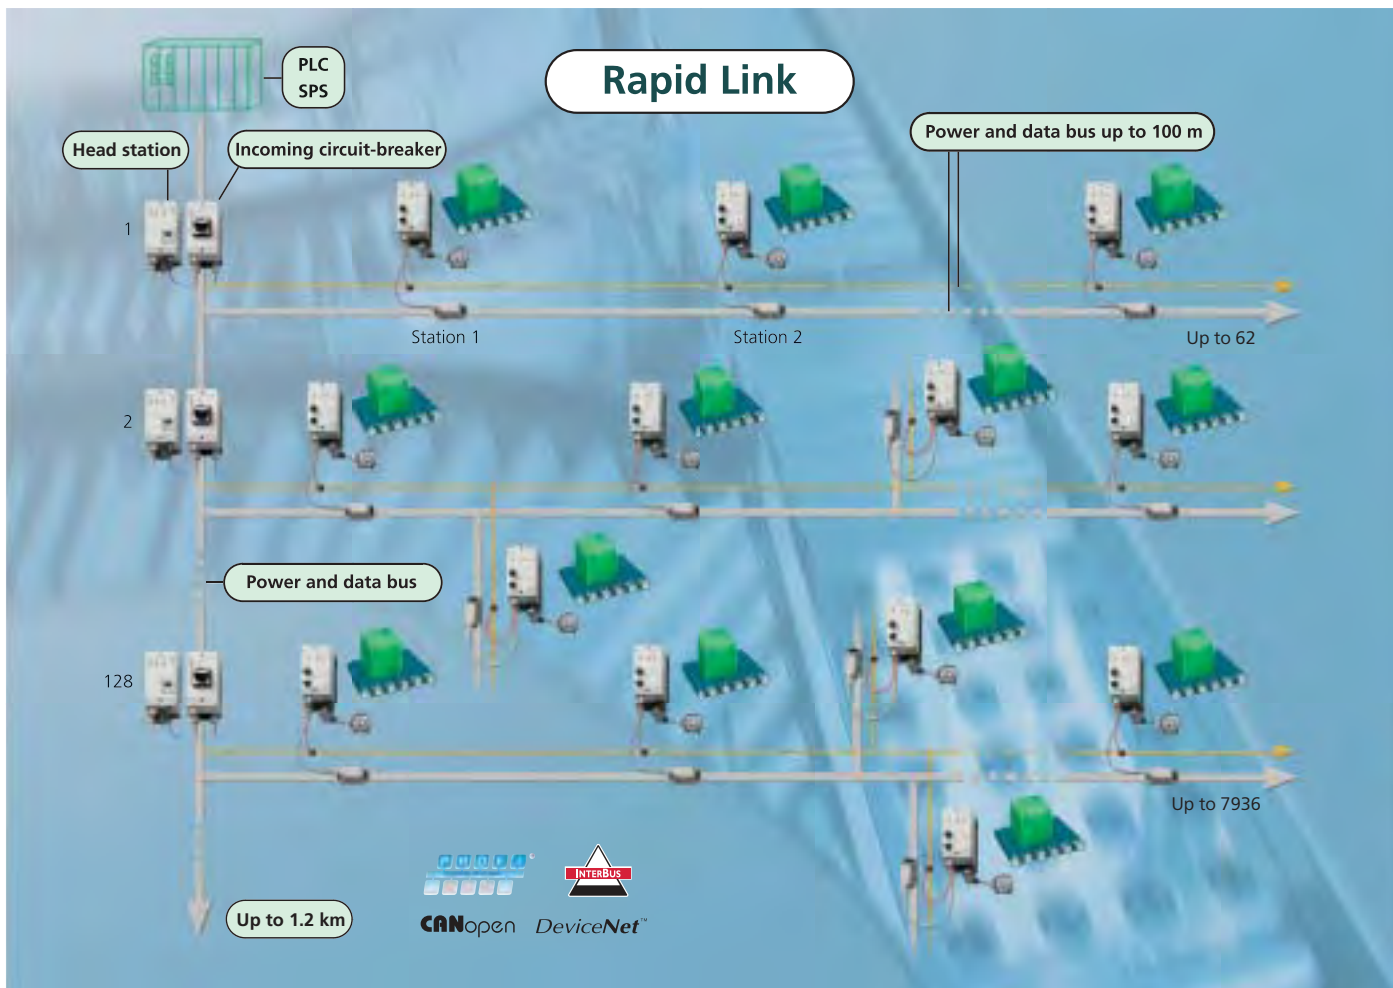 PLC
SPS
Rapid Link
Head station
Incoming circuit-breaker
Power and data bus up to 100 m
1
Station 1
Station 2
Up to 62
2
Power and data bus
128
Up to 7936
Up to 1.2 km
PROFI
INTERBUS
CANopen
DeviceNet™